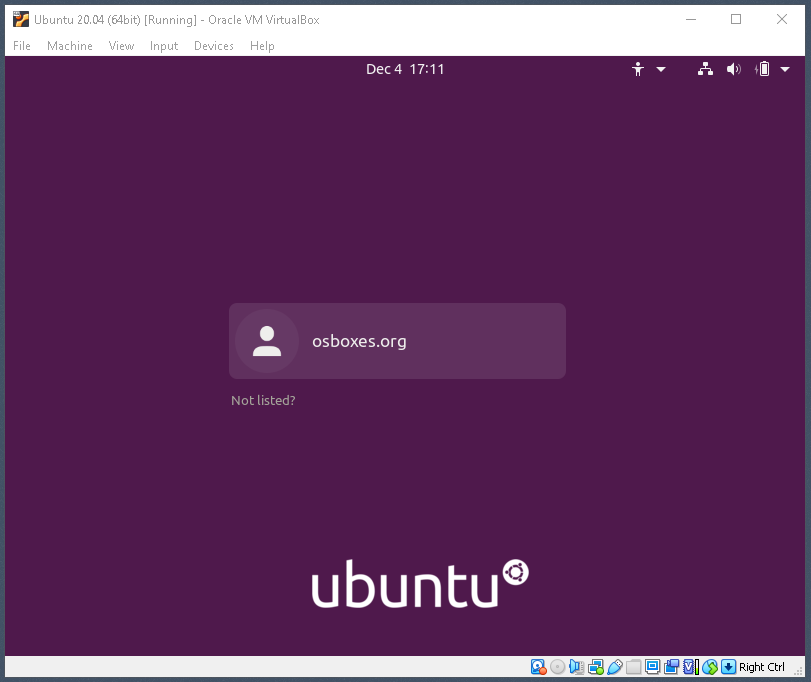 Ubuntu 20.04 (64bit) [Running] - Oracle VM VirtualBox
File Machine View Input Devices Help
Dec 4 17:11
osboxes.org
Not listed?
ubuntu
Right Ctrl